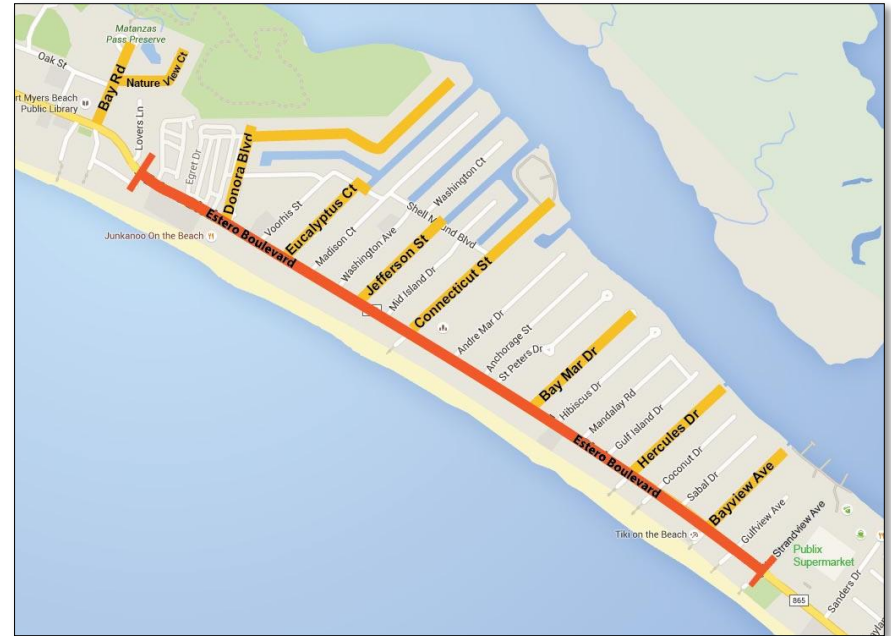 Matanzas
Pass Preserve
Oak St
Bay Rd
Nature View Ct
rt Myers Beach
Public Library
Lovers Ln
Egret Dr
Donora Blvd
Junkanoo On the Beach
Estero Boulevard
Voorhis St
Eucalyptus Ct
Madison Ct
Washington Ave
Washington Ct
Shell Mound Blvd
Jefferson St
Mid Island Dr
Connecticut St
Andre Mar Dr
Anchorage St
St Peters Dr
Bay Mar Dr
Hibiscus Dr
Mandalay Rd
Gulf Island Dr
Estero Boulevard
Hercules Dr
Coconut Dr
Sabal Dr
Bayview Ave
Tiki on the Beach
Gulfview Ave
Strandview Ave
Publix
Supermarket
865
Sanders Dr